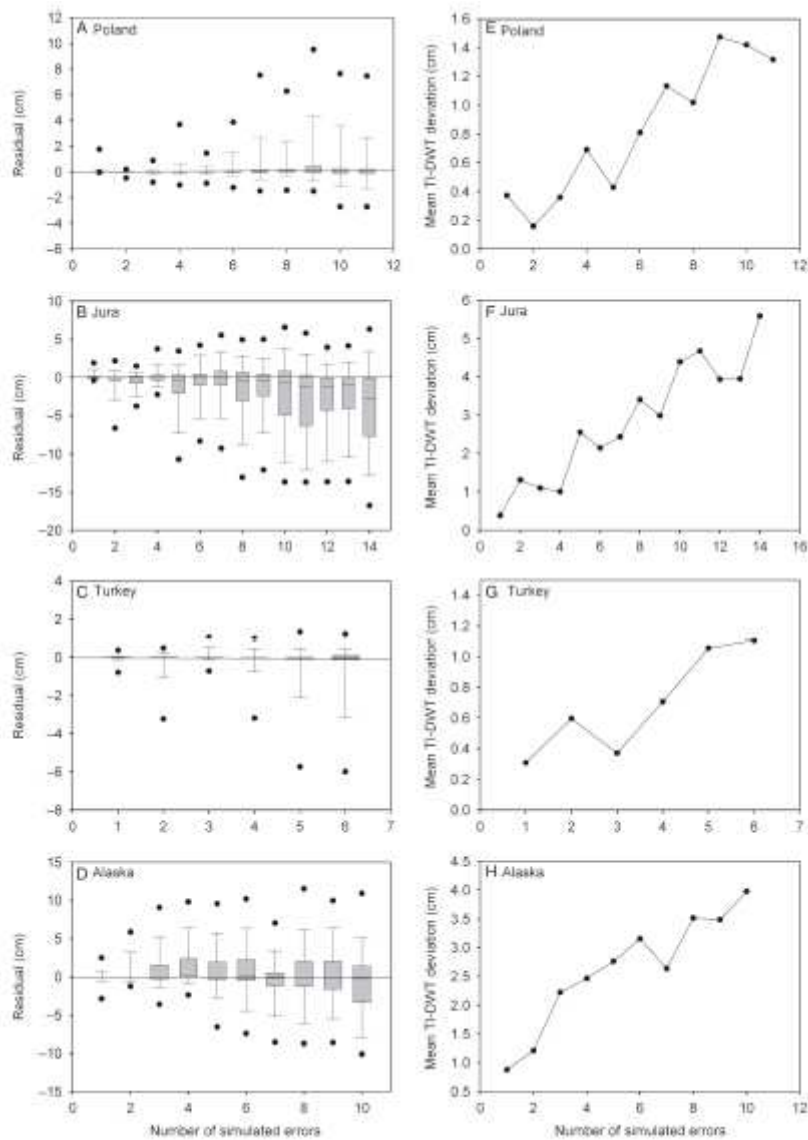 A Poland
Residual (cm)
12
10
8
6
4
2
0
−2
−4
−6
0 2 4 6 8 10 12
E Poland
Mean TI-DWT deviation (cm)
1.6
1.4
1.2
1.0
0.8
0.6
0.4
0.2
0.0
0 2 4 6 8 10 12
B Jura
Residual (cm)
10
5
0
−5
−10
−15
−20
0 2 4 6 8 10 12 14
F Jura
Mean TI-DWT deviation (cm)
6
5
4
3
2
1
0
0 2 4 6 8 10 12 14 16
C Turkey
Residual (cm)
4
2
0
−2
−4
−6
−8
0 1 2 3 4 5 6 7
G Turkey
Mean TI-DWT deviation (cm)
1.4
1.2
1.0
0.8
0.6
0.4
0.2
0.0
0 1 2 3 4 5 6 7
D Alaska
Residual (cm)
15
10
5
0
−5
−10
−15
0 2 4 6 8 10
Number of simulated errors
H Alaska
Mean TI-DWT deviation (cm)
4.5
4.0
3.5
3.0
2.5
2.0
1.5
1.0
0.5
0 2 4 6 8 10 12
Number of simulated errors